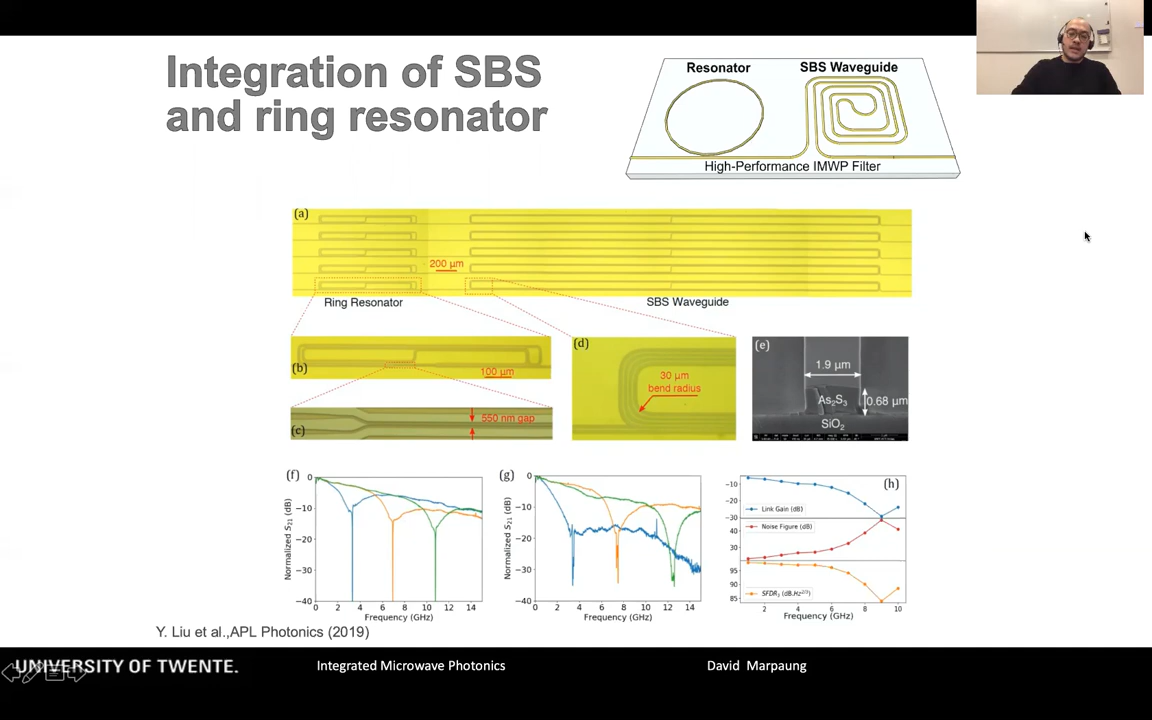 Integration of SBS
and ring resonator
Resonator
SBS Waveguide
High-Performance IMWP Filter
(a)
200 μm
Ring Resonator
SBS Waveguide
(b)
100 μm
(c)
550 nm gap
(d)
30 μm
bend radius
(e)
1.9 μm
As₂S₃
0.68 μm
SiO₂
(f)
Normalized S₂₁ (dB)
0
−10
−20
−30
−40
0 2 4 6 8 10 12 14
Frequency (GHz)
(g)
Normalized S₂₁ (dB)
0
−10
−20
−30
−40
0 2 4 6 8 10 12 14
Frequency (GHz)
(h)
−10
−20
−30
Link Gain (dB)
40
30
Noise Figure (dB)
95
90
85
SFDR₃ (dB.Hz²ᐟ³)
2 4 6 8 10
Frequency (GHz)
Y. Liu et al.,APL Photonics (2019)
UNIVERSITY OF TWENTE.
Integrated Microwave Photonics
David Marpaung